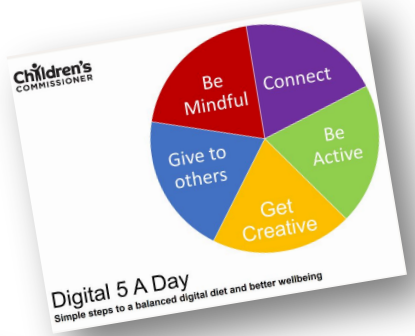 Children's
COMMISSIONER
Be
Mindful
Connect
Be
Active
Get
Creative
Give to
others
Digital 5 A Day
Simple steps to a balanced digital diet and better wellbeing